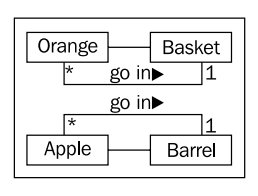 Orange Basket
* go in▶ 1
go in▶
* 1
Apple Barrel